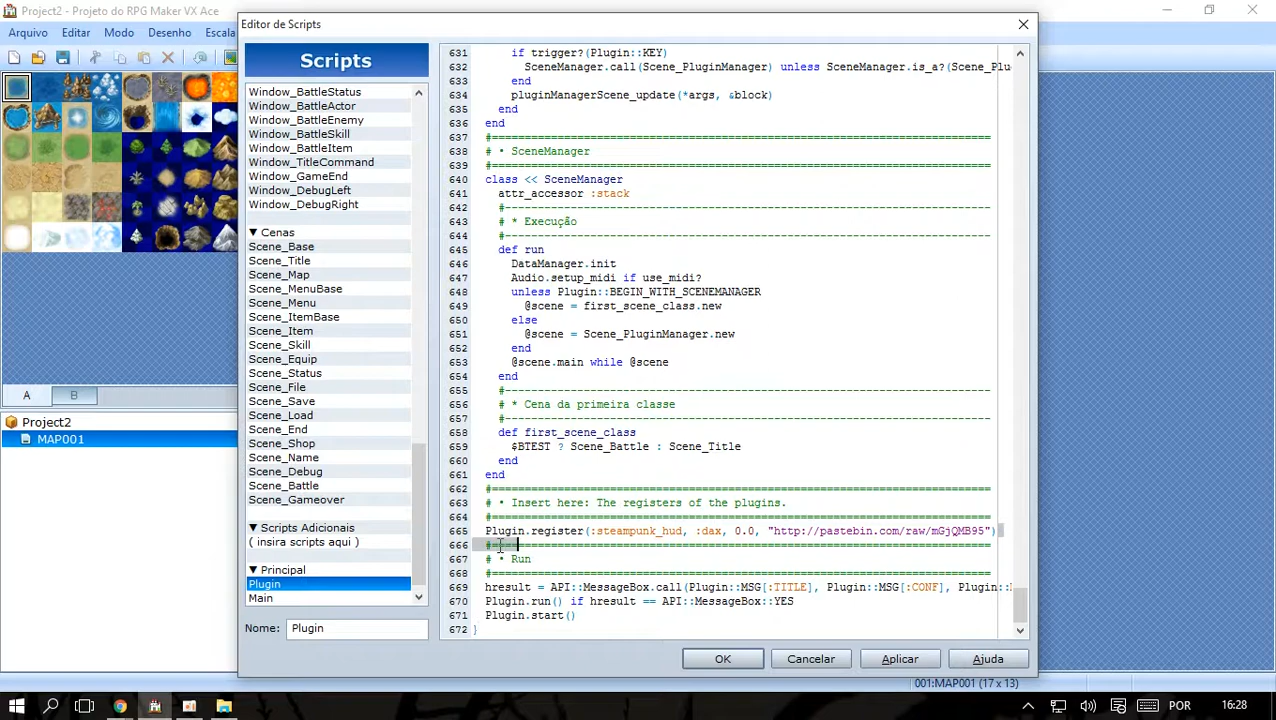 Project2 - Projeto do RPG Maker VX Ace
Arquivo Editar Modo Desenho Escala
A B
Project2
MAP001
Editor de Scripts
Scripts
Window_BattleStatus
Window_BattleActor
Window_BattleEnemy
Window_BattleSkill
Window_BattleItem
Window_TitleCommand
Window_GameEnd
Window_DebugLeft
Window_DebugRight
▼ Cenas
Scene_Base
Scene_Title
Scene_Map
Scene_MenuBase
Scene_Menu
Scene_ItemBase
Scene_Item
Scene_Skill
Scene_Equip
Scene_Status
Scene_File
Scene_Save
Scene_Load
Scene_End
Scene_Shop
Scene_Name
Scene_Debug
Scene_Battle
Scene_Gameover
▼ Scripts Adicionais
( insira scripts aqui )
▼ Principal
Plugin
Main
Nome: Plugin
631 if trigger?(Plugin::KEY)
632 SceneManager.call(Scene_PluginManager) unless SceneManager.is_a?(Scene_Plu
633 end
634 pluginManagerScene_update(*args, &block)
635 end
636 end
637 #==============================================================================
638 # • SceneManager
639 #==============================================================================
640 class << SceneManager
641 attr_accessor :stack
642 #----------------------------------------------------------------------------
643 # * Execução
644 #----------------------------------------------------------------------------
645 def run
646 DataManager.init
647 Audio.setup_midi if use_midi?
648 unless Plugin::BEGIN_WITH_SCENEMANAGER
649 @scene = first_scene_class.new
650 else
651 @scene = Scene_PluginManager.new
652 end
653 @scene.main while @scene
654 end
655 #----------------------------------------------------------------------------
656 # * Cena da primeira classe
657 #----------------------------------------------------------------------------
658 def first_scene_class
659 $BTEST ? Scene_Battle : Scene_Title
660 end
661 end
662 #==============================================================================
663 # • Insert here: The registers of the plugins.
664 #==============================================================================
665 Plugin.register(:steampunk_hud, :dax, 0.0, "http://pastebin.com/raw/mGjQMB95")
666 #==============================================================================
667 # • Run
668 #==============================================================================
669 hresult = API::MessageBox.call(Plugin::MSG[:TITLE], Plugin::MSG[:CONF], Plugin::
670 Plugin.run() if hresult == API::MessageBox::YES
671 Plugin.start()
672 }
OK Cancelar Aplicar Ajuda
001:MAP001 (17 x 13)
POR 16:28